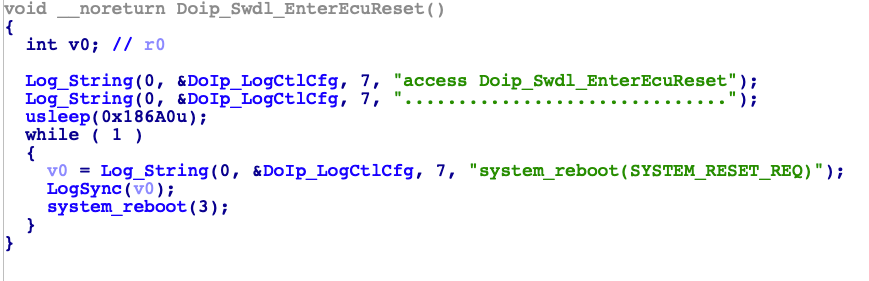 void __noreturn Doip_Swdl_EnterEcuReset()
{
  int v0; // r0

  Log_String(0, &DoIp_LogCtlCfg, 7, "access Doip_Swdl_EnterEcuReset");
  Log_String(0, &DoIp_LogCtlCfg, 7, "..............................");
  usleep(0x186A0u);
  while ( 1 )
  {
    v0 = Log_String(0, &DoIp_LogCtlCfg, 7, "system_reboot(SYSTEM_RESET_REQ)");
    LogSync(v0);
    system_reboot(3);
  }
}